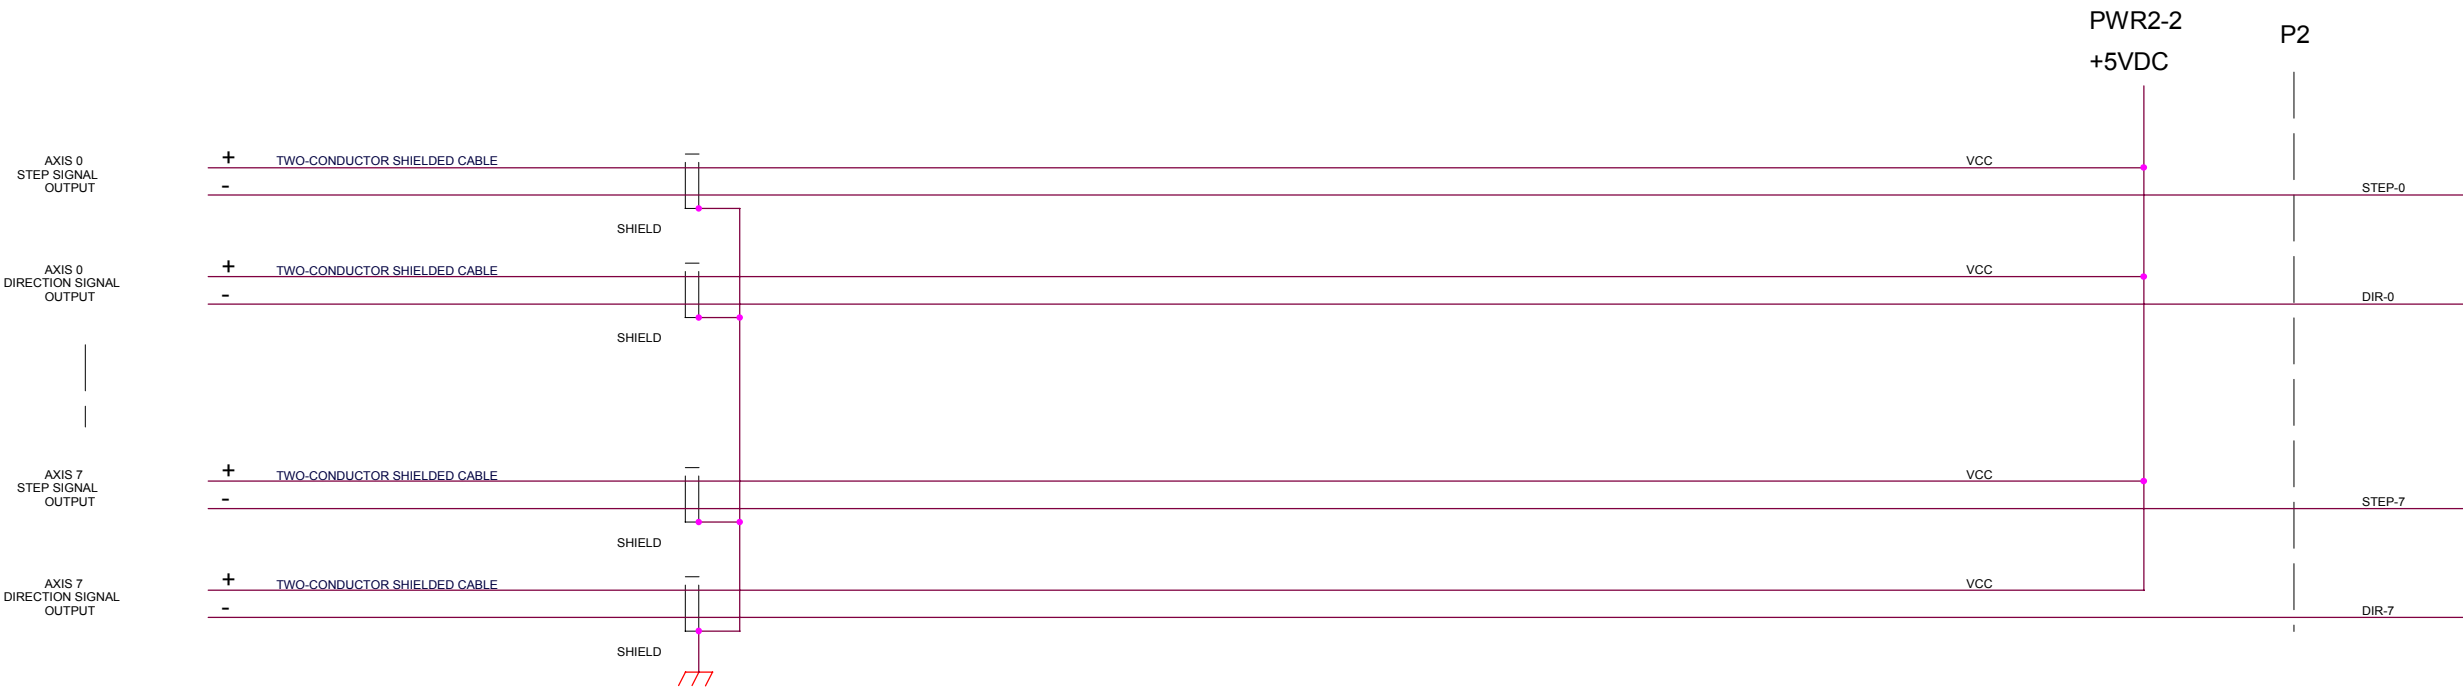 PWR2-2
+5VDC
P2
AXIS 0
STEP SIGNAL
OUTPUT
+
-
TWO-CONDUCTOR SHIELDED CABLE
VCC
STEP-0
SHIELD
AXIS 0
DIRECTION SIGNAL
OUTPUT
+
-
TWO-CONDUCTOR SHIELDED CABLE
VCC
DIR-0
SHIELD
AXIS 7
STEP SIGNAL
OUTPUT
+
-
TWO-CONDUCTOR SHIELDED CABLE
VCC
STEP-7
SHIELD
AXIS 7
DIRECTION SIGNAL
OUTPUT
+
-
TWO-CONDUCTOR SHIELDED CABLE
VCC
DIR-7
SHIELD